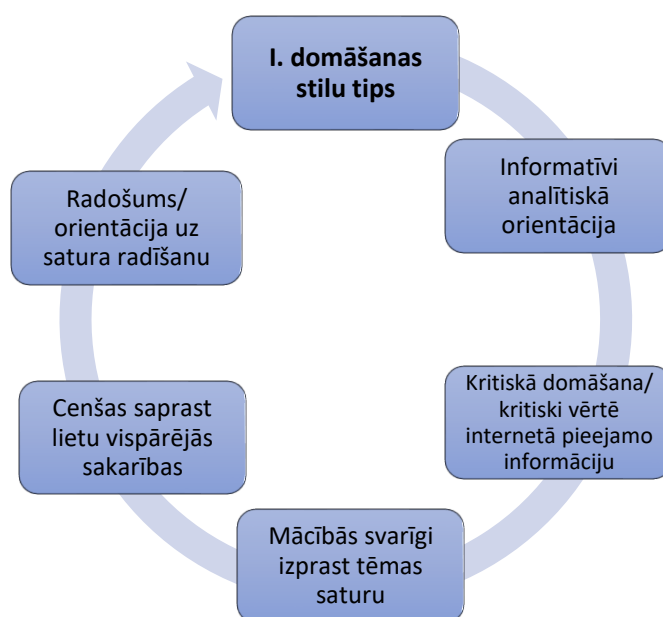 I. domāšanas
stilu tips
Informatīvi
analītiskā
orientācija
Kritiskā domāšana/
kritiski vērtē
internetā pieejamo
informāciju
Mācībās svarīgi
izprast tēmas
saturu
Cenšas saprast
lietu vispārējās
sakarības
Radošums/
orientācija uz
satura radīšanu